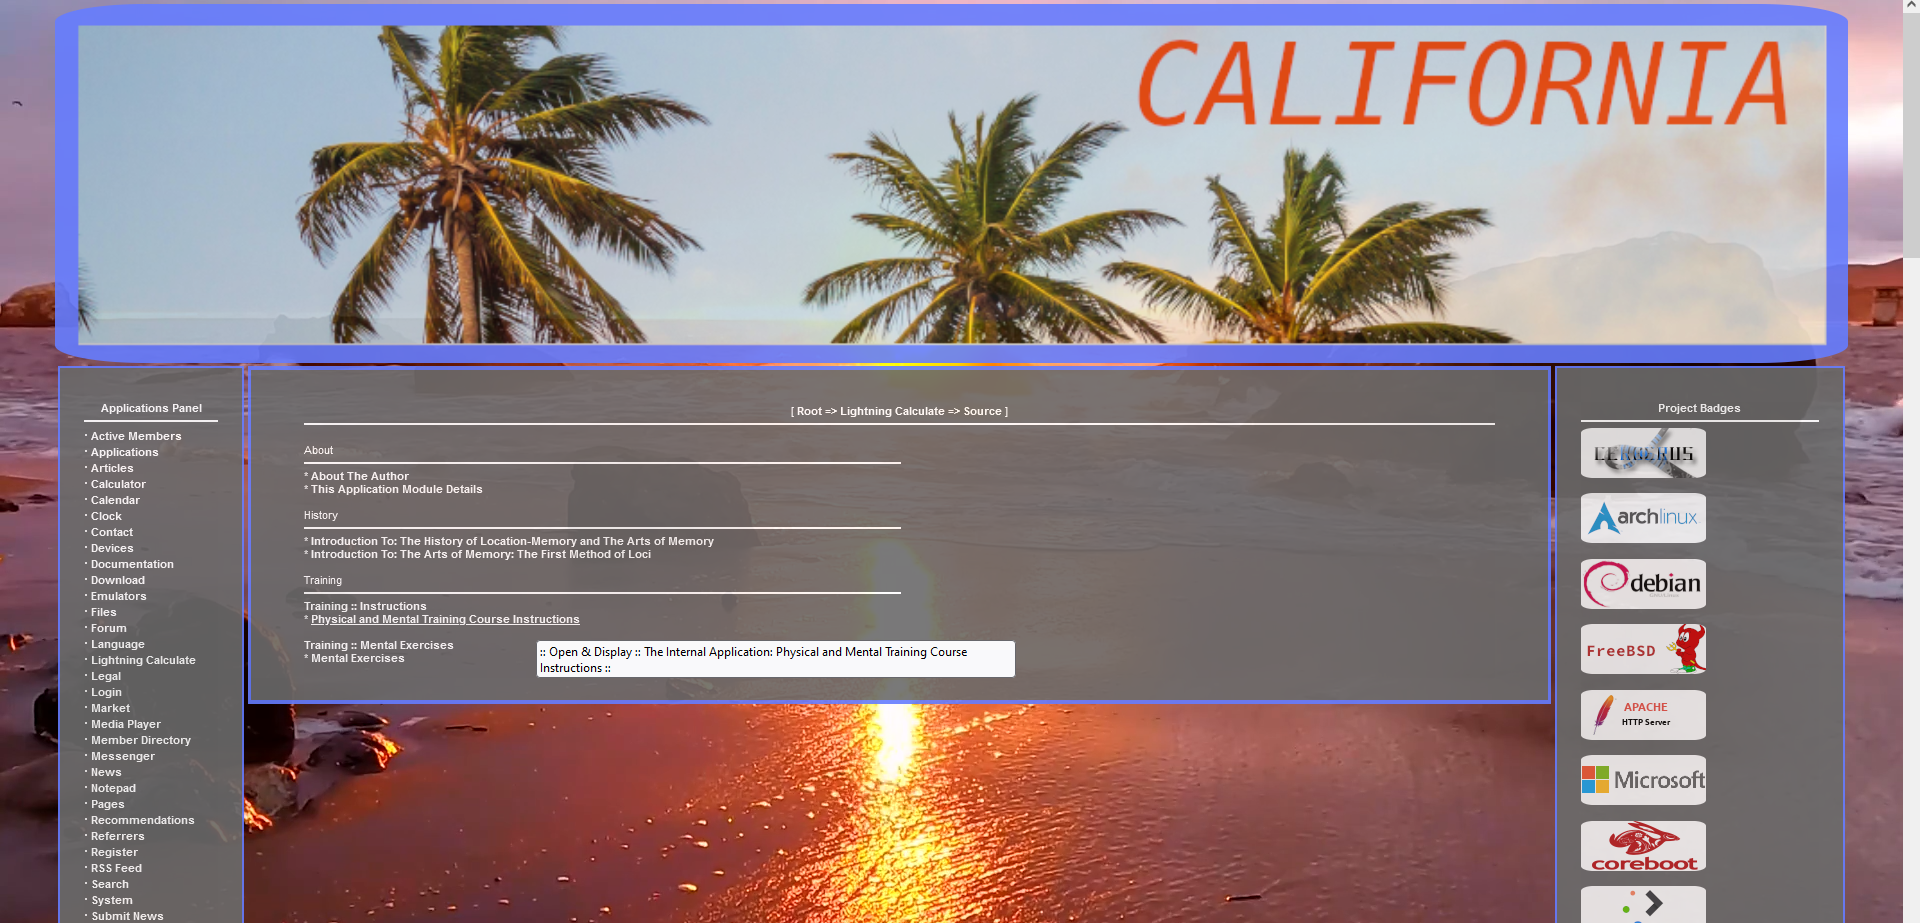 CALIFORNIA
Applications Panel
· Active Members
· Applications
· Articles
· Calculator
· Calendar
· Clock
· Contact
· Devices
· Documentation
· Download
· Emulators
· Files
· Forum
· Language
· Lightning Calculate
· Legal
· Login
· Market
· Media Player
· Member Directory
· Messenger
· News
· Notepad
· Pages
· Recommendations
· Referrers
· Register
· RSS Feed
· Search
· System
· Submit News
[ Root => Lightning Calculate => Source ]
About
* About The Author
* This Application Module Details
History
* Introduction To: The History of Location-Memory and The Arts of Memory
* Introduction To: The Arts of Memory: The First Method of Loci
Training
Training :: Instructions
* Physical and Mental Training Course Instructions
Training :: Mental Exercises
* Mental Exercises
:: Open & Display :: The Internal Application: Physical and Mental Training Course
Instructions ::
Project Badges
CERBERUS
archlinux
debian
FreeBSD
APACHE
HTTP Server
Microsoft
coreboot